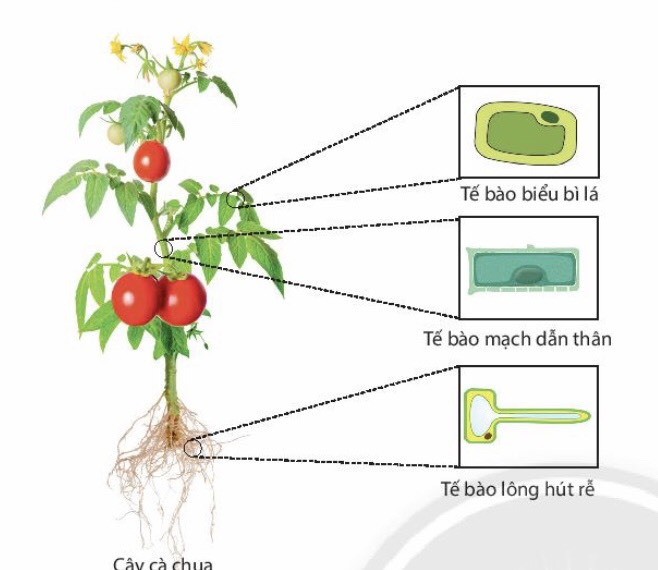 Tế bào biểu bì lá
Tế bào mạch dẫn thân
Tế bào lông hút rễ
Cây cà chua